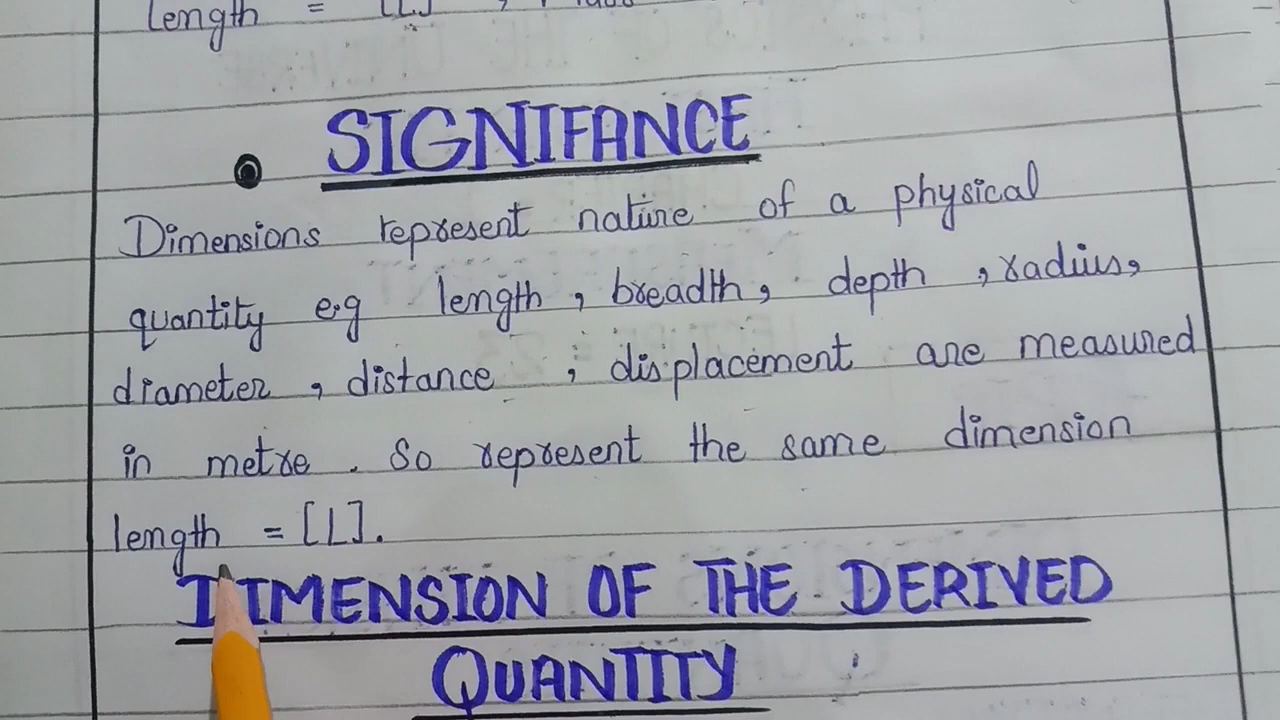 length = [L] ,
SIGNIFANCE
Dimensions represent nature of a physical
quantity e.g length, breadth, depth, radius,
diameter, distance, displacement are measured
in metre. So represent the same dimension
length = [L].
DIMENSION OF THE DERIVED
QUANTITY